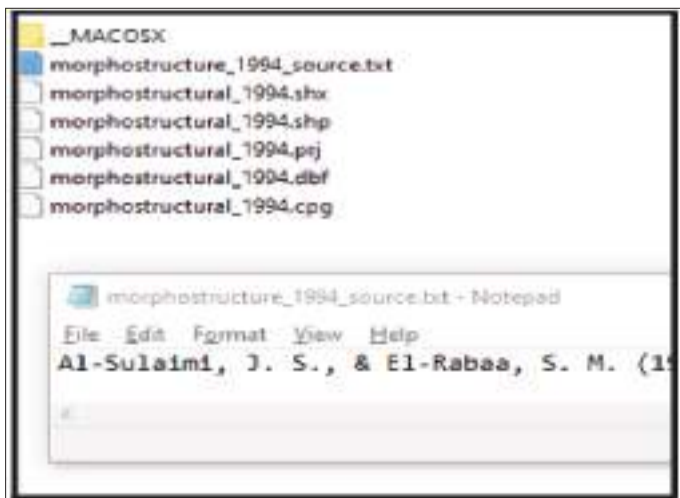 __MACOSX
morphostructure_1994_source.txt
morphostructural_1994.shx
morphostructural_1994.shp
morphostructural_1994.prj
morphostructural_1994.dbf
morphostructural_1994.cpg
morphostructure_1994_source.txt - Notepad
File Edit Format View Help
Al-Sulaimi, J. S., & El-Rabaa, S. M. (19